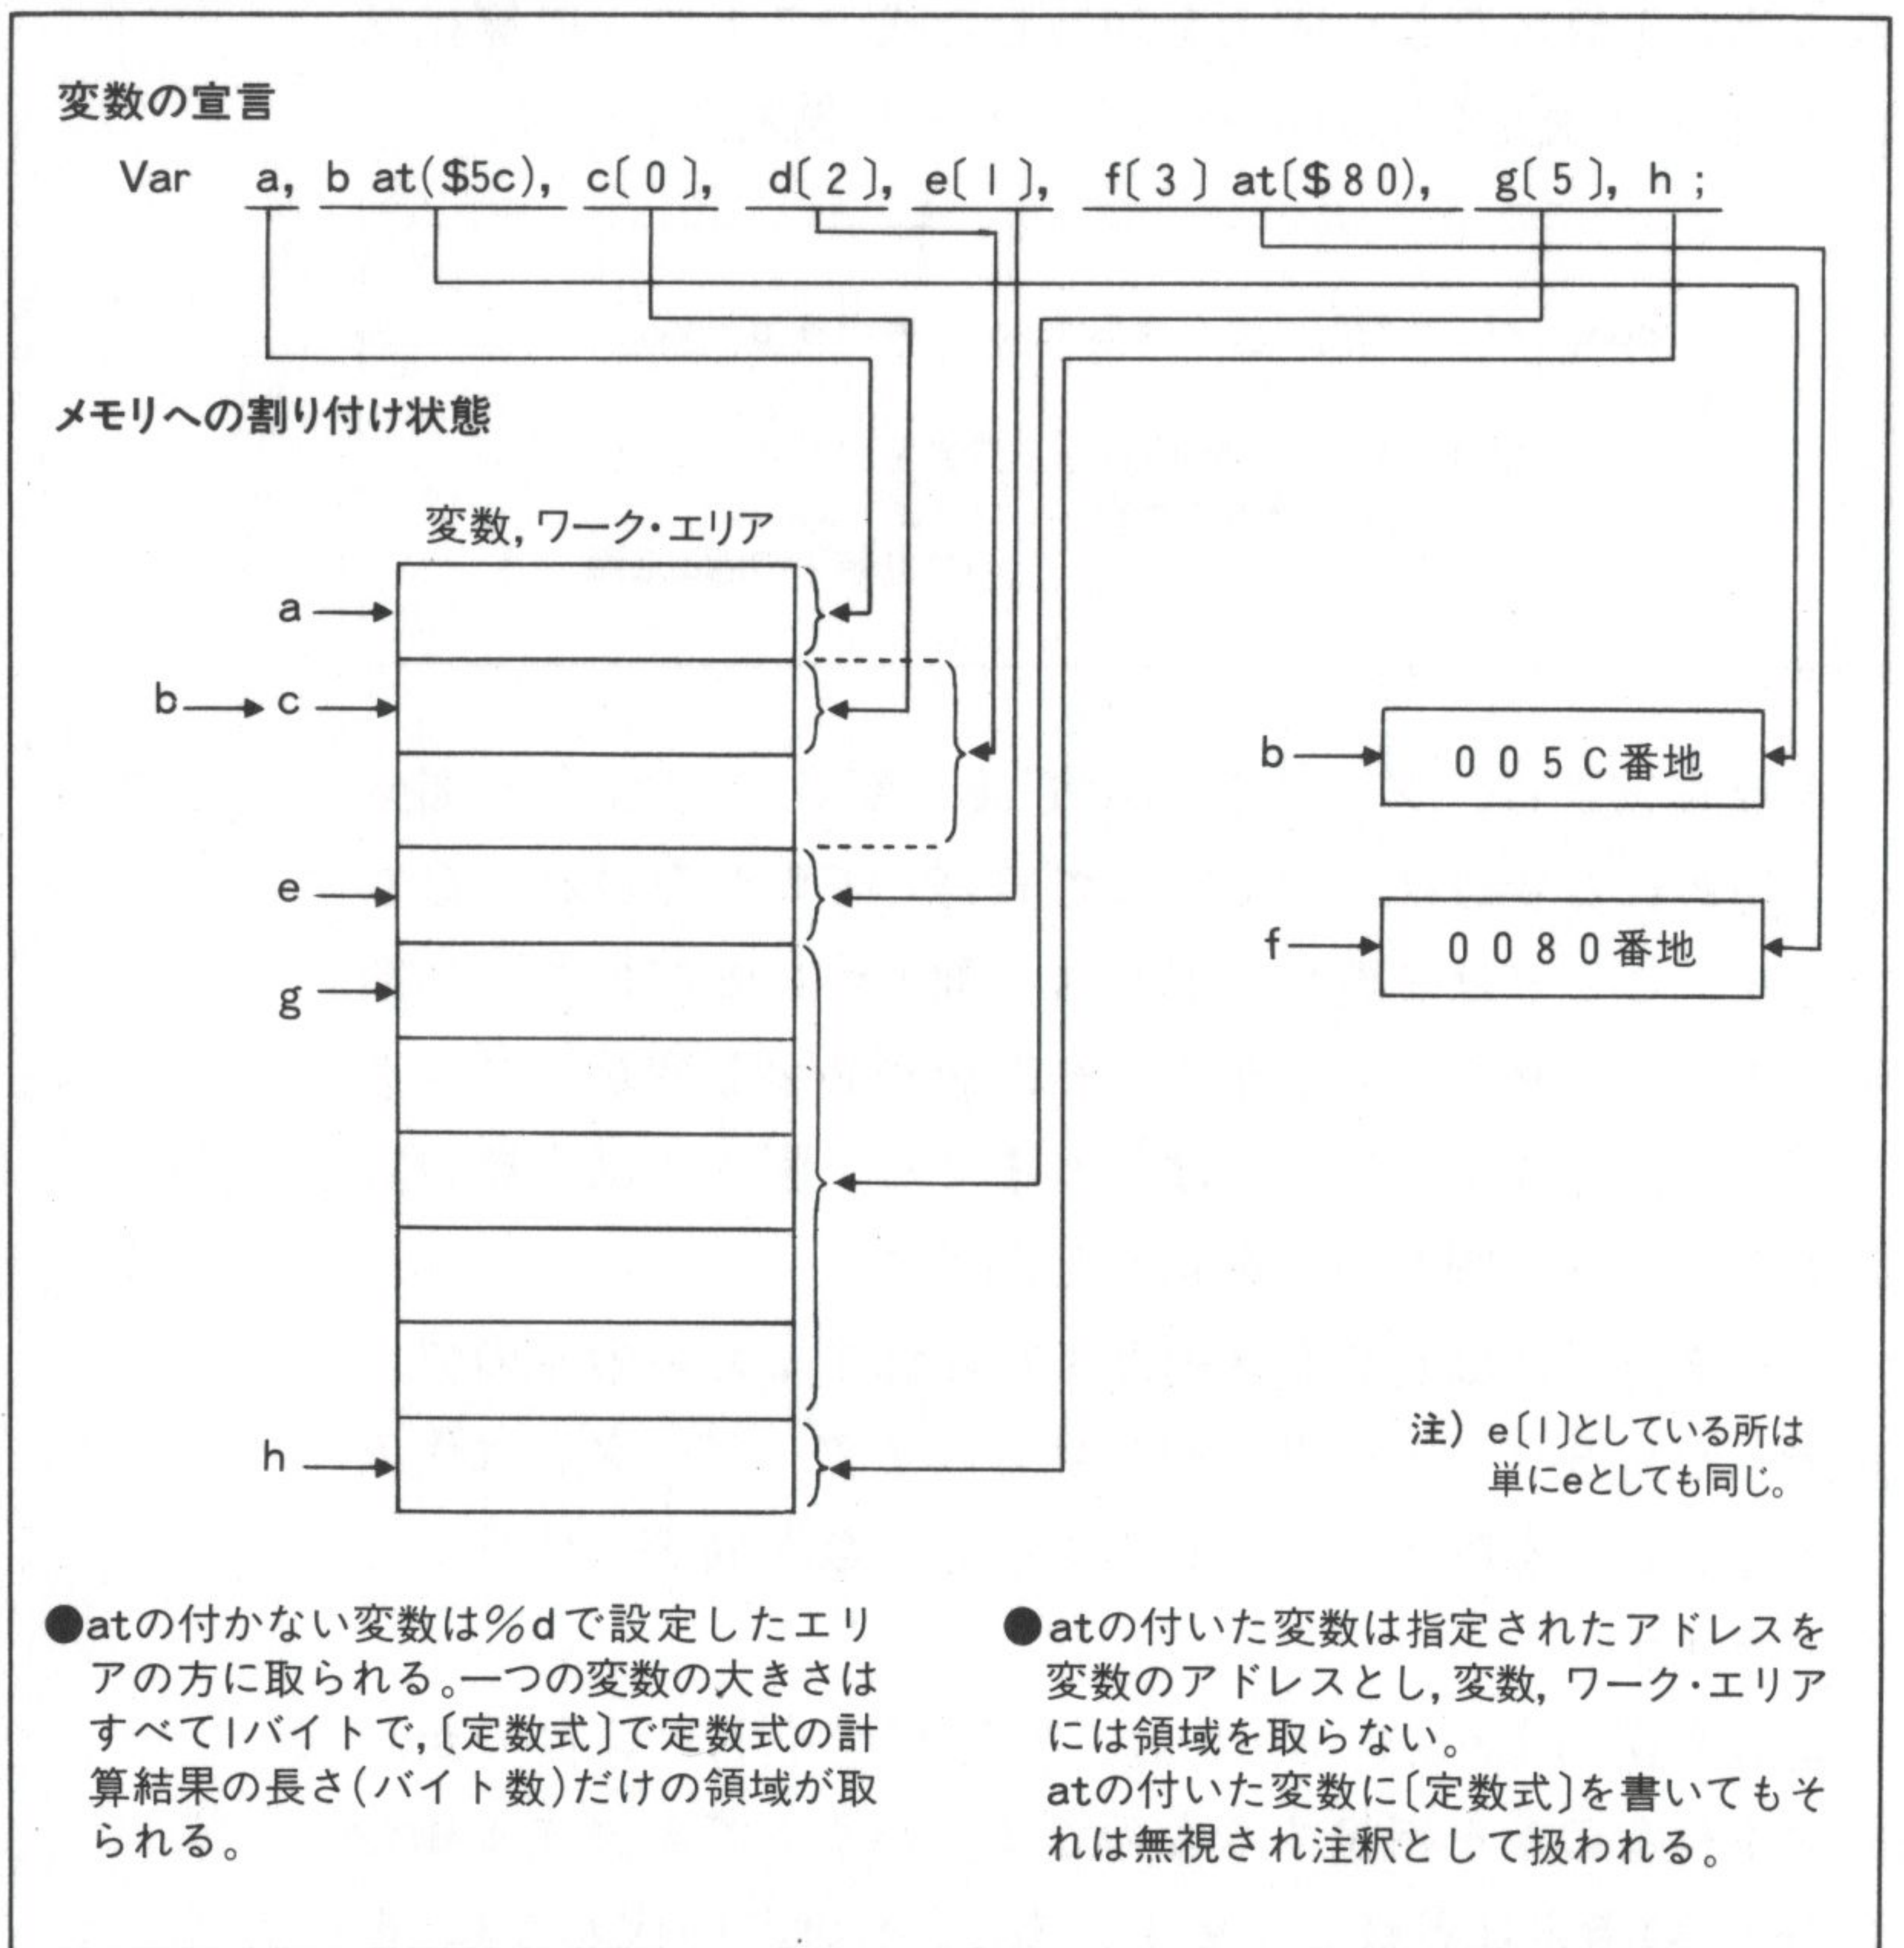 変数の宣言
Var a, b at($5c), c〔0〕, d〔2〕, e〔1〕, f〔3〕at〔$80), g〔5〕, h;
メモリへの割り付け状態
変数,ワーク・エリア
a
b c
b 005C番地
e
f 0080番地
g
h
注) e〔1〕としている所は
単にeとしても同じ。
●atの付かない変数は%dで設定したエリ
アの方に取られる。一つの変数の大きさは
すべて1バイトで,〔定数式〕で定数式の計
算結果の長さ(バイト数)だけの領域が取
られる。
●atの付いた変数は指定されたアドレスを
変数のアドレスとし,変数,ワーク・エリア
には領域を取らない。
atの付いた変数に〔定数式〕を書いてもそ
れは無視され注釈として扱われる。